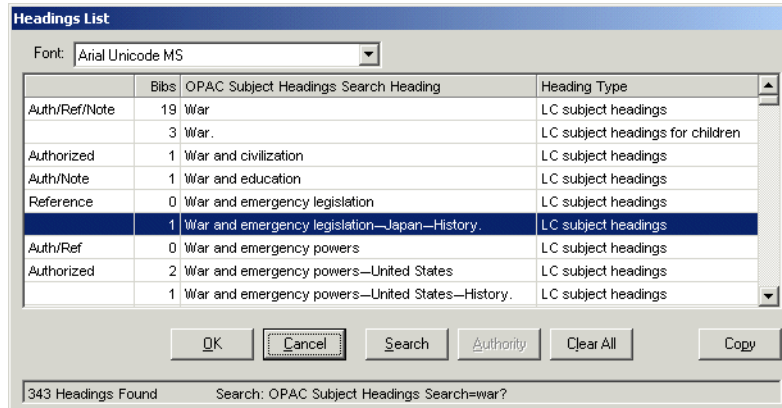 Headings List
Font: Arial Unicode MS
Bibs OPAC Subject Headings Search Heading Heading Type
Auth/Ref/Note 19 War LC subject headings
3 War. LC subject headings for children
Authorized 1 War and civilization LC subject headings
Auth/Note 1 War and education LC subject headings
Reference 0 War and emergency legislation LC subject headings
1 War and emergency legislation—Japan—History. LC subject headings
Auth/Ref 0 War and emergency powers LC subject headings
Authorized 2 War and emergency powers—United States LC subject headings
1 War and emergency powers—United States—History. LC subject headings
OK Cancel Search Authority Clear All Copy
343 Headings Found Search: OPAC Subject Headings Search=war?